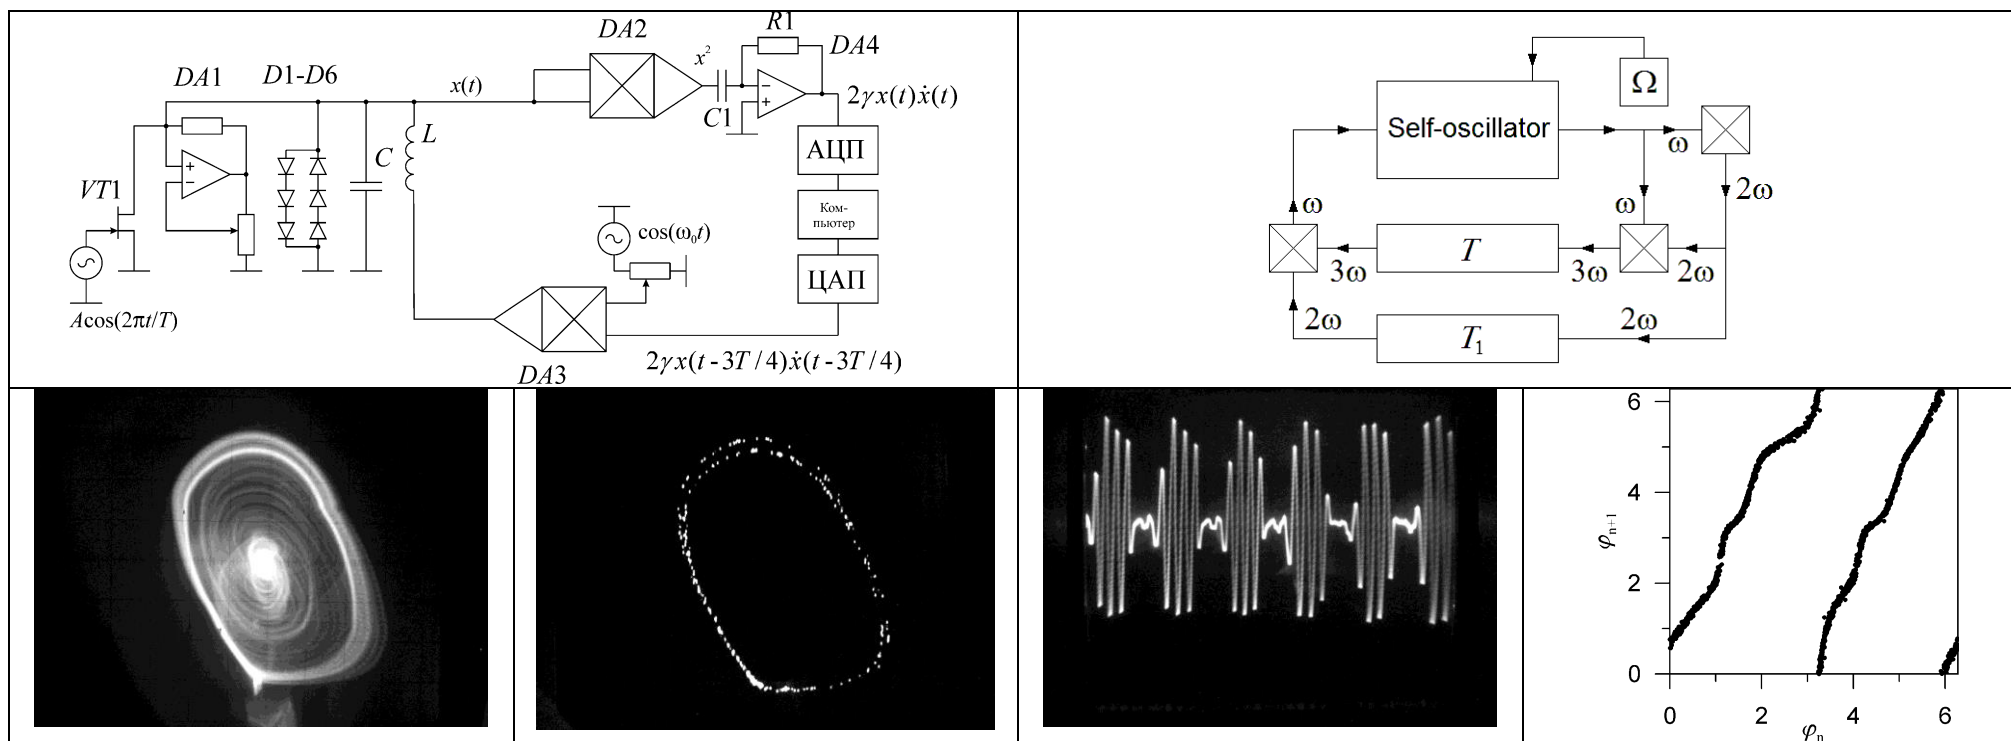 DA1
D1-D6
x(t)
DA2
x²
R1
DA4
C1
2γx(t)ẋ(t)
АЦП
L
C
VT1
Ком-
пьютер
cos(ω₀t)
ЦАП
Acos(2πt/T)
2γx(t-3T/4)ẋ(t-3T/4)
DA3
Ω
Self-oscillator
ω
2ω
ω
ω
T
3ω
3ω
2ω
2ω
T₁
2ω
6
4
2
0
φₙ₊₁
0
2
4
6
φₙ